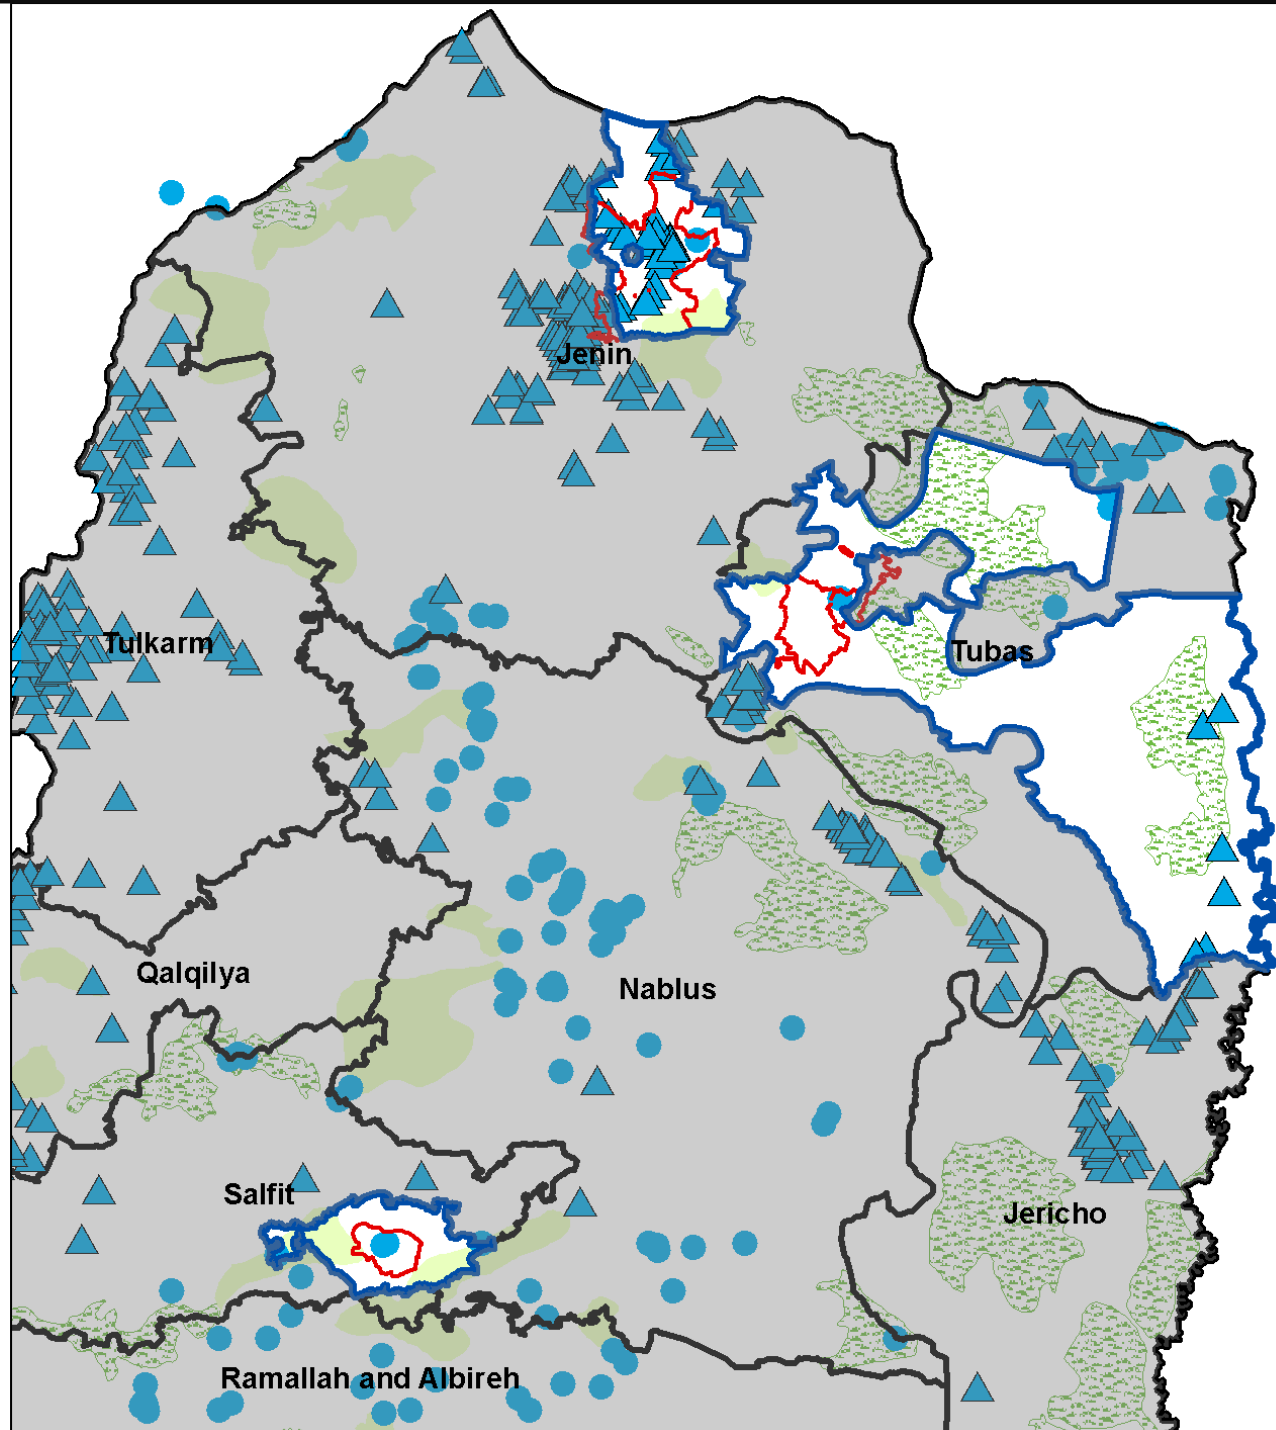 Jenin
Tulkarm
Tubas
Qalqilya
Nablus
Salfit
Jericho
Ramallah and Albireh